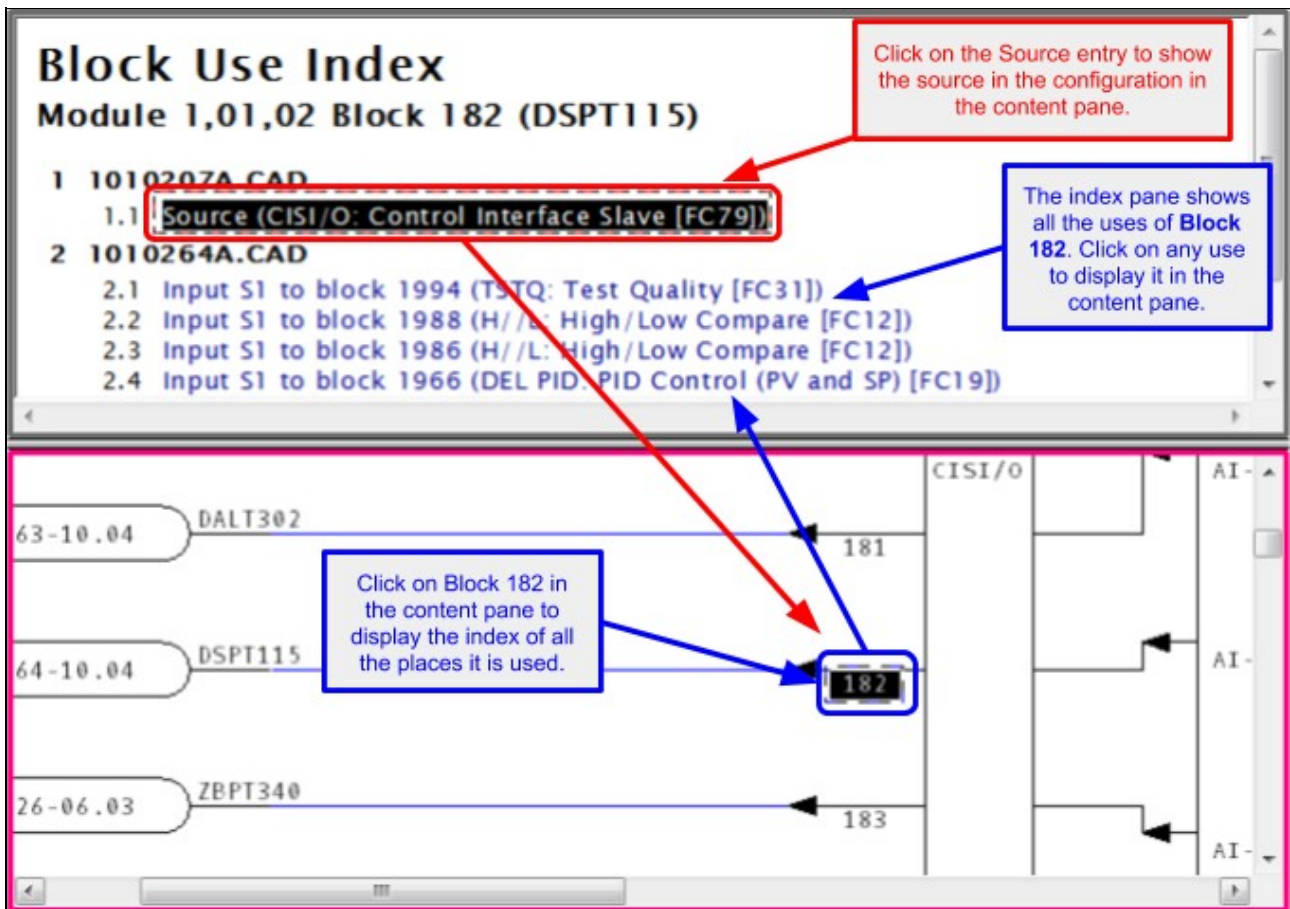 Block Use Index
Module 1,01,02 Block 182 (DSPT115)
Click on the Source entry to show
the source in the configuration in
the content pane.
1 1010207A.CAD
1.1 Source (CISI/O: Control Interface Slave [FC79])
2 1010264A.CAD
2.1 Input S1 to block 1994 (TSTQ: Test Quality [FC31])
2.2 Input S1 to block 1988 (H//L: High/Low Compare [FC12])
2.3 Input S1 to block 1986 (H//L: High/Low Compare [FC12])
2.4 Input S1 to block 1966 (DEL PID: PID Control (PV and SP) [FC19])
The index pane shows
all the uses of Block
182. Click on any use
to display it in the
content pane.
CISI/O
AI-
63-10.04
DALT302
181
Click on Block 182 in
the content pane to
display the index of all
the places it is used.
64-10.04
DSPT115
182
AI-
26-06.03
ZBPT340
183
AI-